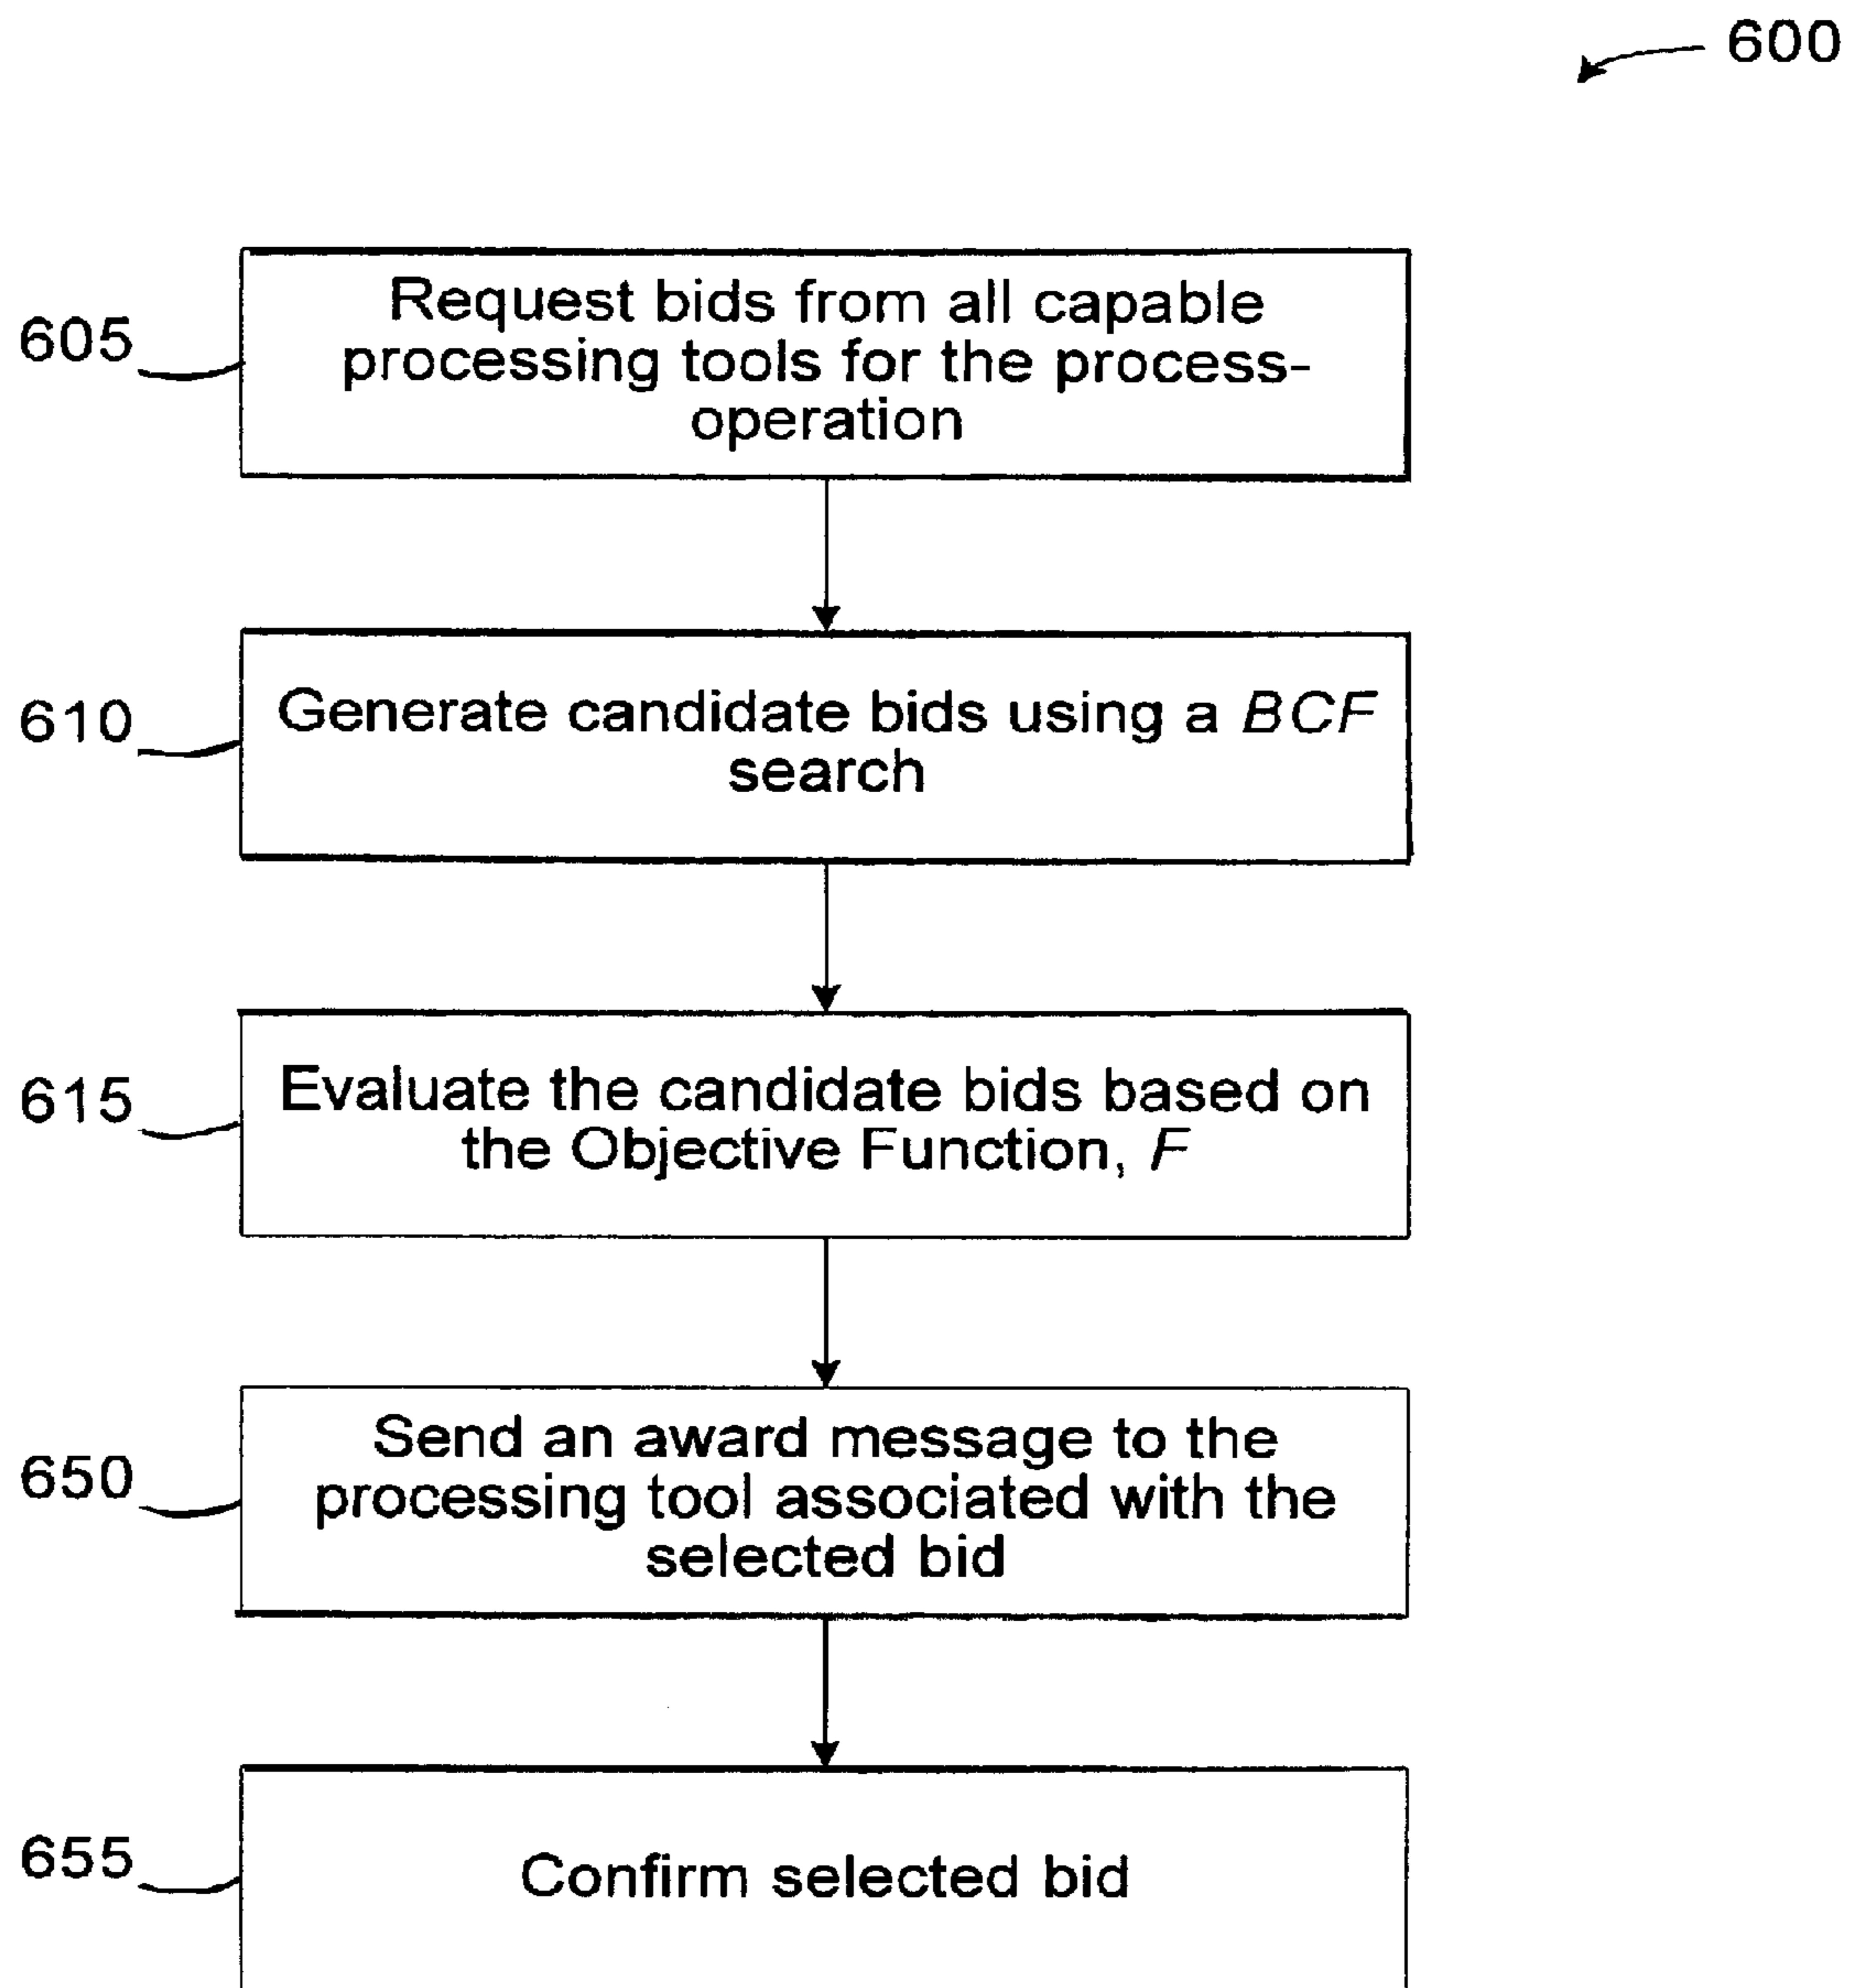 600
605
Request bids from all capable
processing tools for the process-
operation
610
Generate candidate bids using a BCF
search
615
Evaluate the candidate bids based on
the Objective Function, F
650
Send an award message to the
processing tool associated with the
selected bid
655
Confirm selected bid